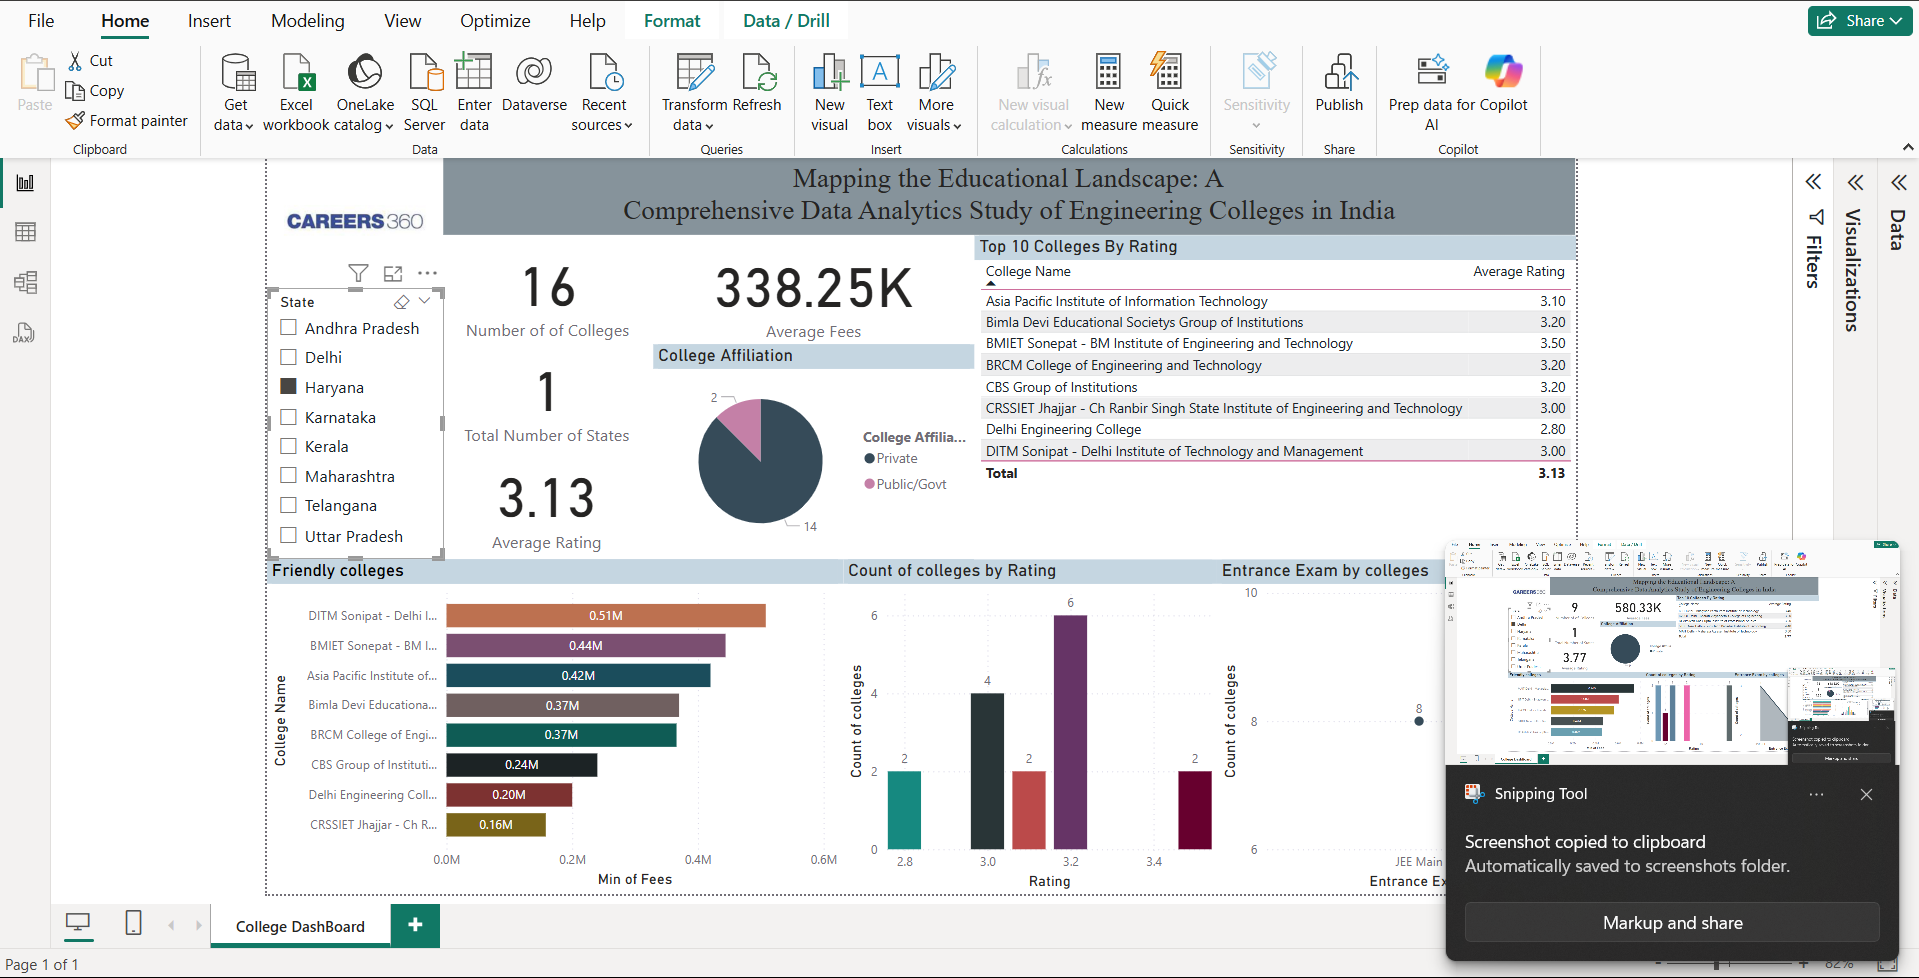 File Home Insert Modeling View Optimize Help Format Data / Drill Share
Paste
Cut
Copy
Format painter
Clipboard
Get data
Excel workbook
OneLake catalog
SQL Server
Enter data
Dataverse
Recent sources
Data
Transform data
Refresh
Queries
New visual
Text box
More visuals
Insert
New visual calculation
New measure
Quick measure
Calculations
Sensitivity
Sensitivity
Publish
Share
Prep data for AI
Copilot
Copilot
CAREERS360
Mapping the Educational Landscape: A
Comprehensive Data Analytics Study of Engineering Colleges in India
Filters
Visualizations
Data
DAX
State
Andhra Pradesh
Delhi
Haryana
Karnataka
Kerala
Maharashtra
Telangana
Uttar Pradesh
16
Number of of Colleges
1
Total Number of States
3.13
Average Rating
338.25K
Average Fees
College Affiliation
2
14
College Affilia...
Private
Public/Govt
Top 10 Colleges By Rating
College Name Average Rating
Asia Pacific Institute of Information Technology 3.10
Bimla Devi Educational Societys Group of Institutions 3.20
BMIET Sonepat - BM Institute of Engineering and Technology 3.50
BRCM College of Engineering and Technology 3.20
CBS Group of Institutions 3.20
CRSSIET Jhajjar - Ch Ranbir Singh State Institute of Engineering and Technology 3.00
Delhi Engineering College 2.80
DITM Sonipat - Delhi Institute of Technology and Management 3.00
Total 3.13
Friendly colleges
College Name
DITM Sonipat - Delhi I... 0.51M
BMIET Sonepat - BM I... 0.44M
Asia Pacific Institute of... 0.42M
Bimla Devi Educationa... 0.37M
BRCM College of Engi... 0.37M
CBS Group of Instituti... 0.24M
Delhi Engineering Coll... 0.20M
CRSSIET Jhajjar - Ch R... 0.16M
0.0M 0.2M 0.4M 0.6M
Min of Fees
Count of colleges by Rating
Count of colleges
6
4
2
0
2 4 2 6 2
2.8 3.0 3.2 3.4
Rating
Entrance Exam by colleges
Count of colleges
10
8
6
8
JEE Main
Entrance Ex
9
580.33K
1
3.77
Snipping Tool
Screenshot copied to clipboard
Automatically saved to screenshots folder.
Markup and share
College DashBoard
Page 1 of 1
82%